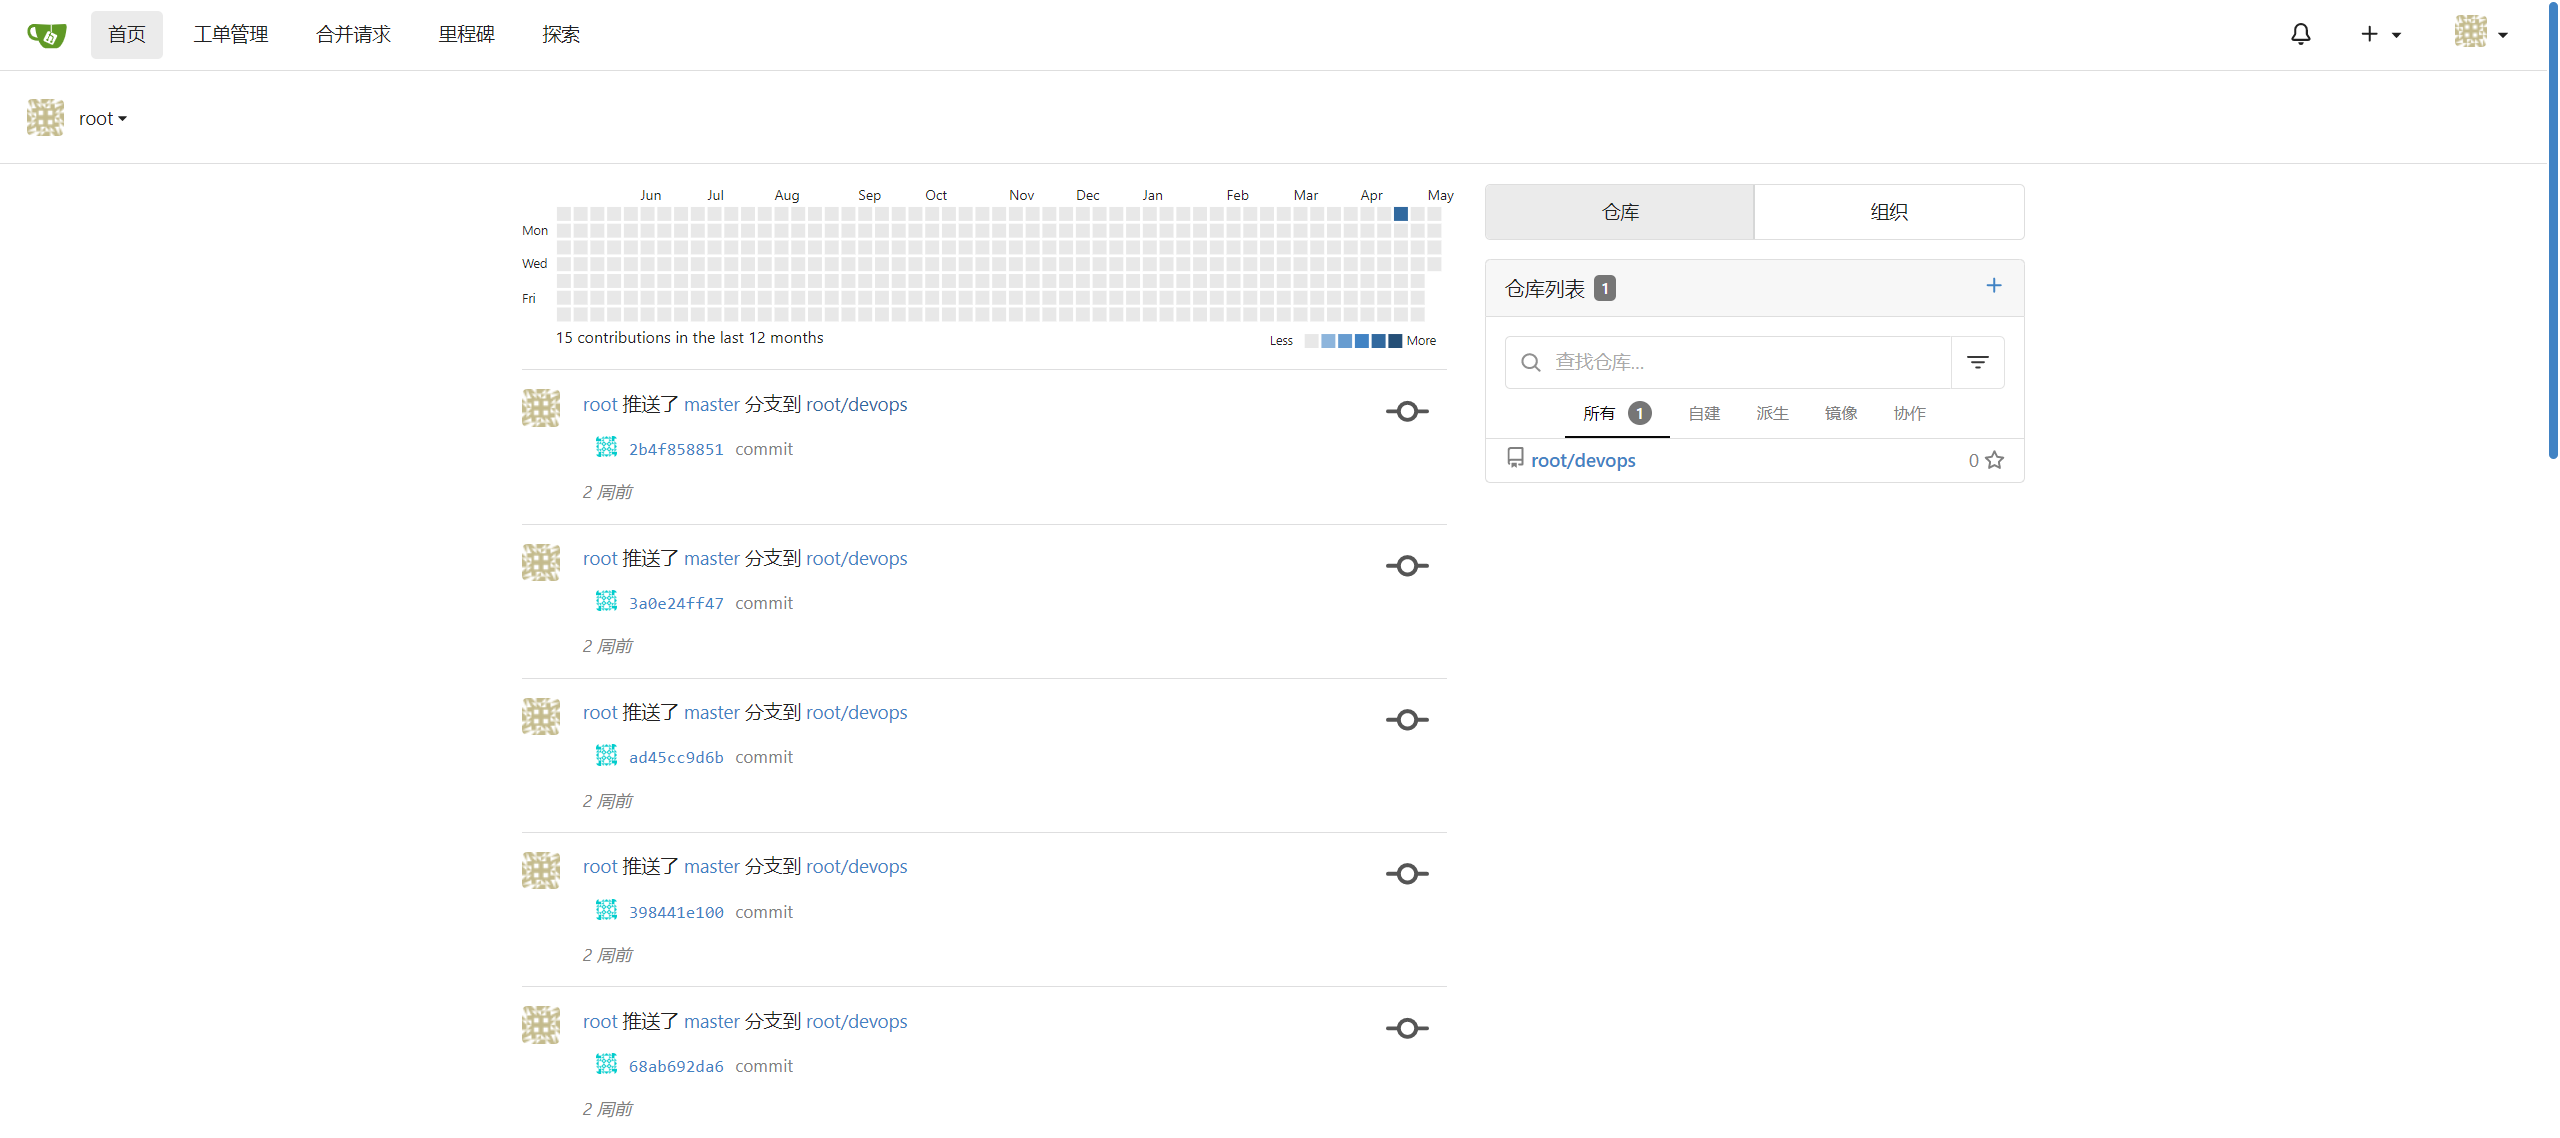 首页 工单管理 合并请求 里程碑 探索
root
Jun Jul Aug Sep Oct Nov Dec Jan Feb Mar Apr May
Mon
Wed
Fri
15 contributions in the last 12 months
Less More
root 推送了 master 分支到 root/devops
2b4f858851 commit
2 周前
root 推送了 master 分支到 root/devops
3a0e24ff47 commit
2 周前
root 推送了 master 分支到 root/devops
ad45cc9d6b commit
2 周前
root 推送了 master 分支到 root/devops
398441e100 commit
2 周前
root 推送了 master 分支到 root/devops
68ab692da6 commit
2 周前
仓库 组织
仓库列表 1
查找仓库...
所有 1 自建 派生 镜像 协作
root/devops 0